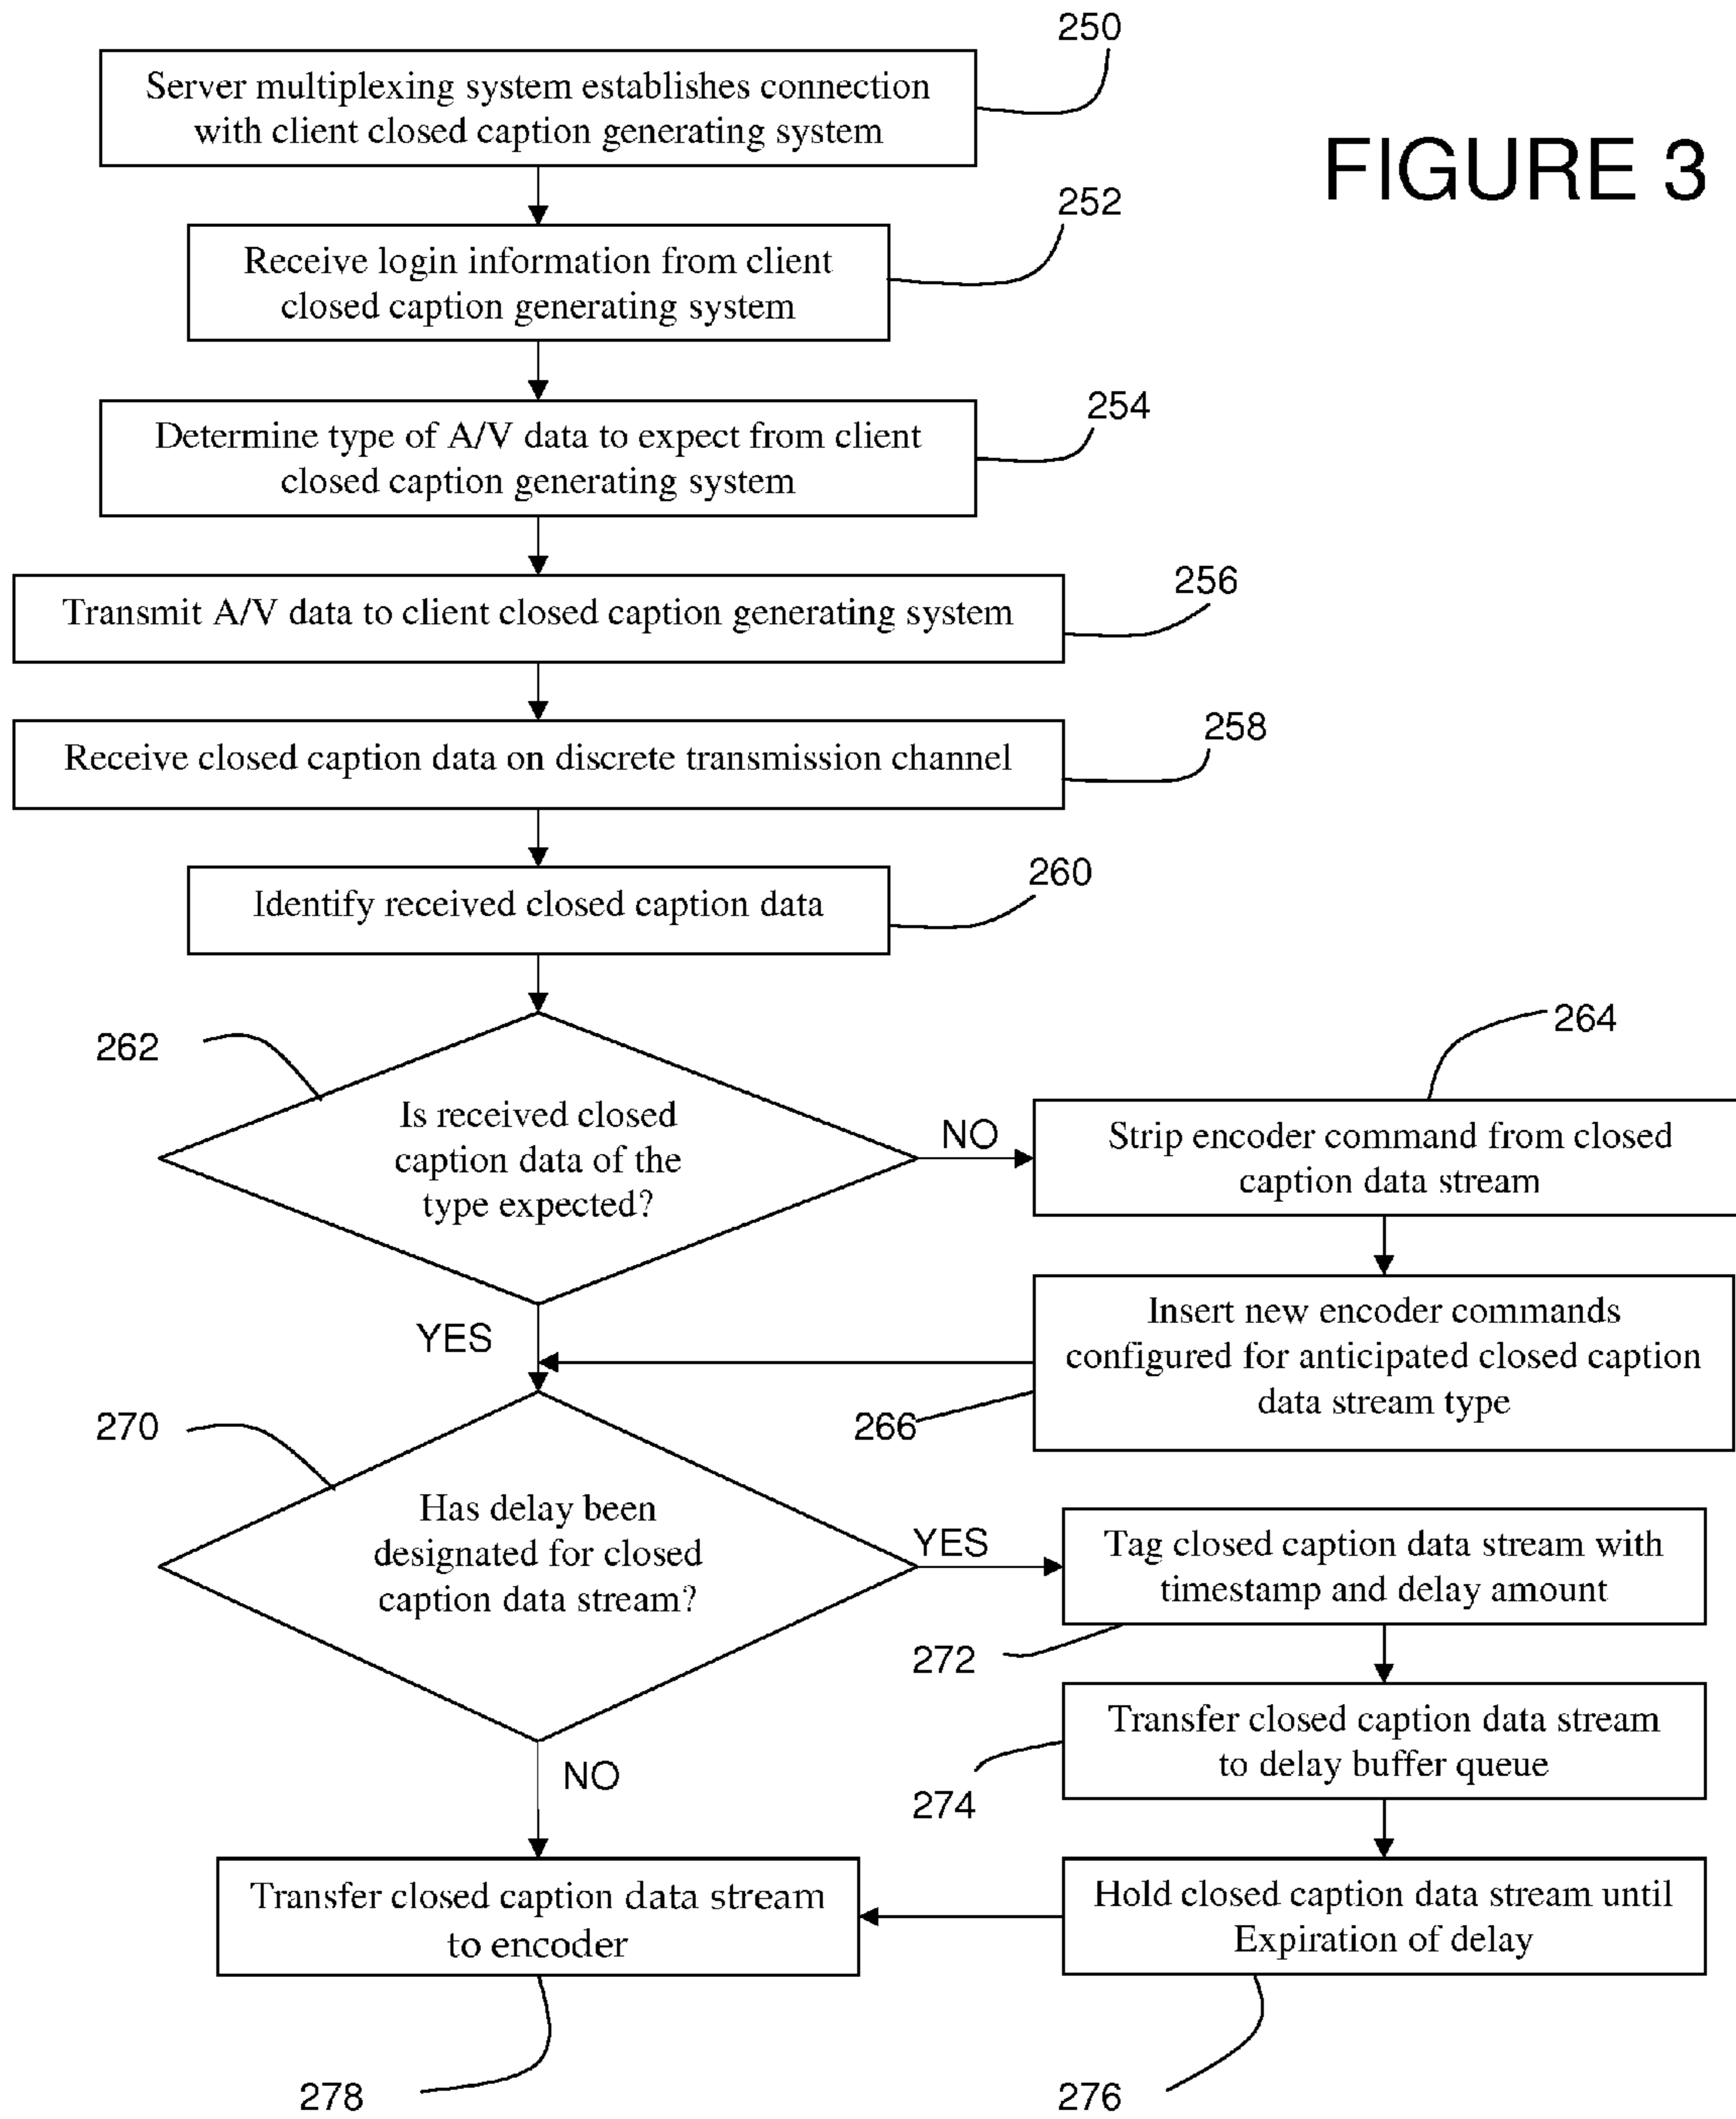 250
Server multiplexing system establishes connection
with client closed caption generating system
FIGURE 3
252
Receive login information from client
closed caption generating system
254
Determine type of A/V data to expect from client
closed caption generating system
256
Transmit A/V data to client closed caption generating system
258
Receive closed caption data on discrete transmission channel
260
Identify received closed caption data
262
Is received closed
caption data of the
type expected?
NO
264
Strip encoder command from closed
caption data stream
YES
Insert new encoder commands
configured for anticipated closed caption
data stream type
266
270
Has delay been
designated for closed
caption data stream?
YES
Tag closed caption data stream with
timestamp and delay amount
272
Transfer closed caption data stream
to delay buffer queue
274
NO
Transfer closed caption data stream
to encoder
Hold closed caption data stream until
Expiration of delay
278
276